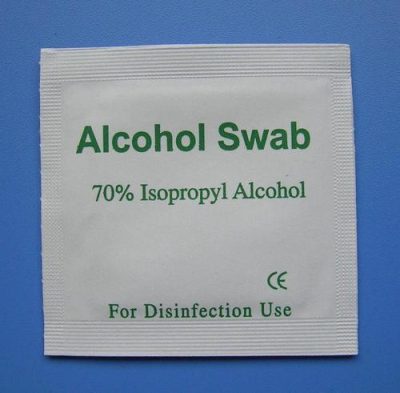 Alcohol Swab
70% Isopropyl Alcohol
CE
For Disinfection Use